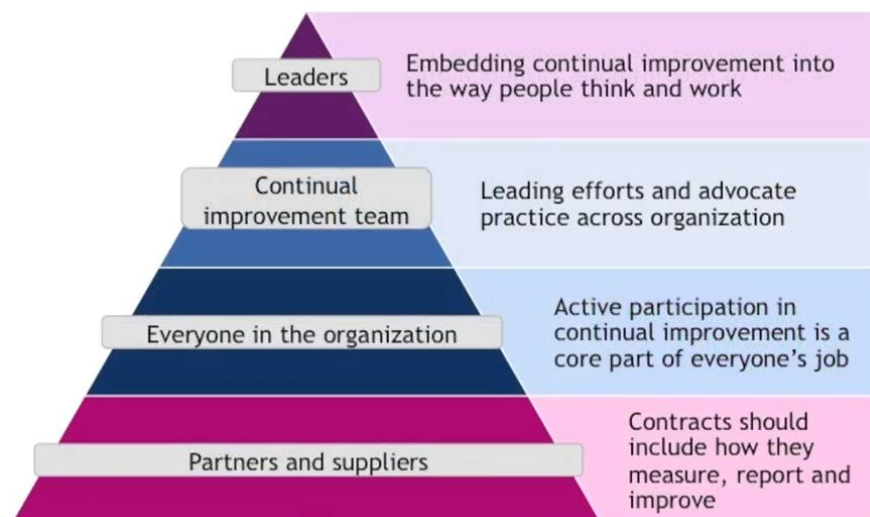 Leaders
Embedding continual improvement into
the way people think and work
Continual
improvement team
Leading efforts and advocate
practice across organization
Everyone in the organization
Active participation in
continual improvement is a
core part of everyone’s job
Partners and suppliers
Contracts should
include how they
measure, report and
improve